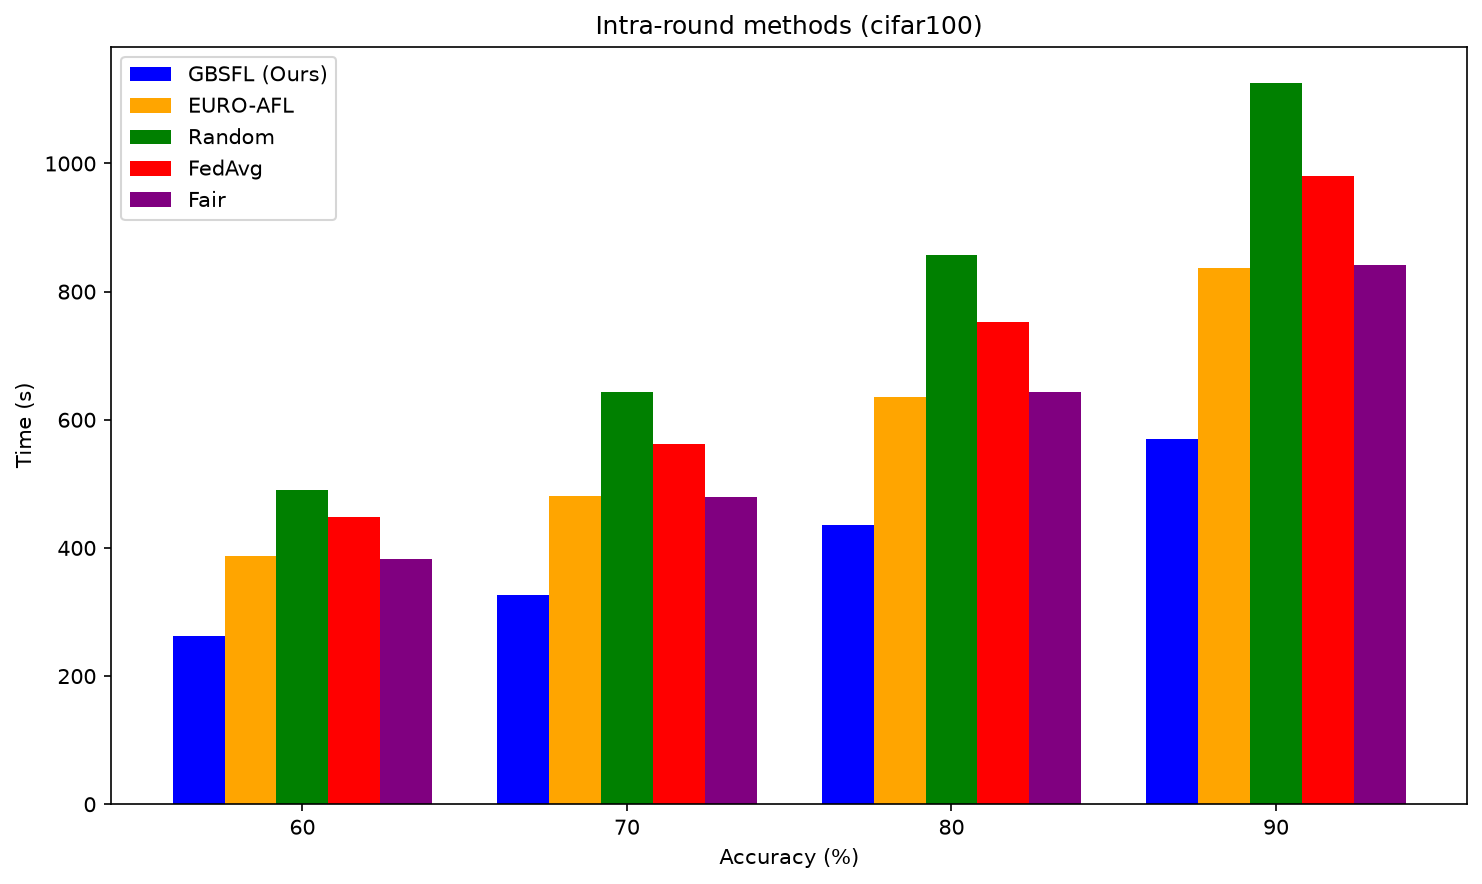 Intra-round methods (cifar100)
GBSFL (Ours)
EURO-AFL
Random
FedAvg
Fair
Time (s)
1000
800
600
400
200
0
60 70 80 90
Accuracy (%)